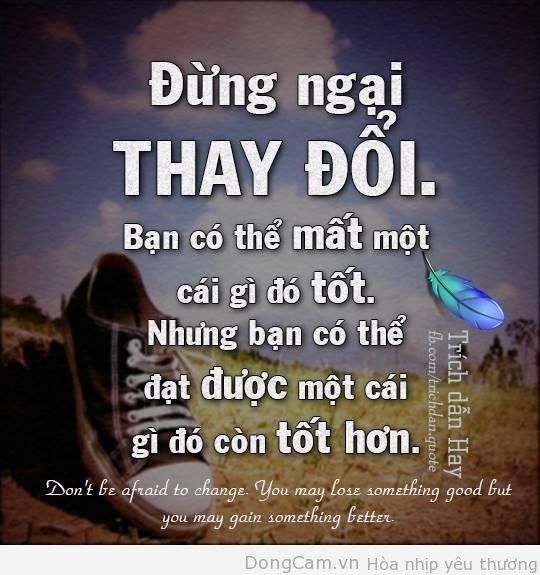 Đừng ngại
THAY ĐỔI.
Bạn có thể mất một
cái gì đó tốt.
Nhưng bạn có thể
đạt được một cái
gì đó còn tốt hơn.
Trích dẫn Hay
fb.com/trichdan.quote
Don't be afraid to change. You may lose something good but
you may gain something better.
DongCam.vn Hòa nhịp yêu thương